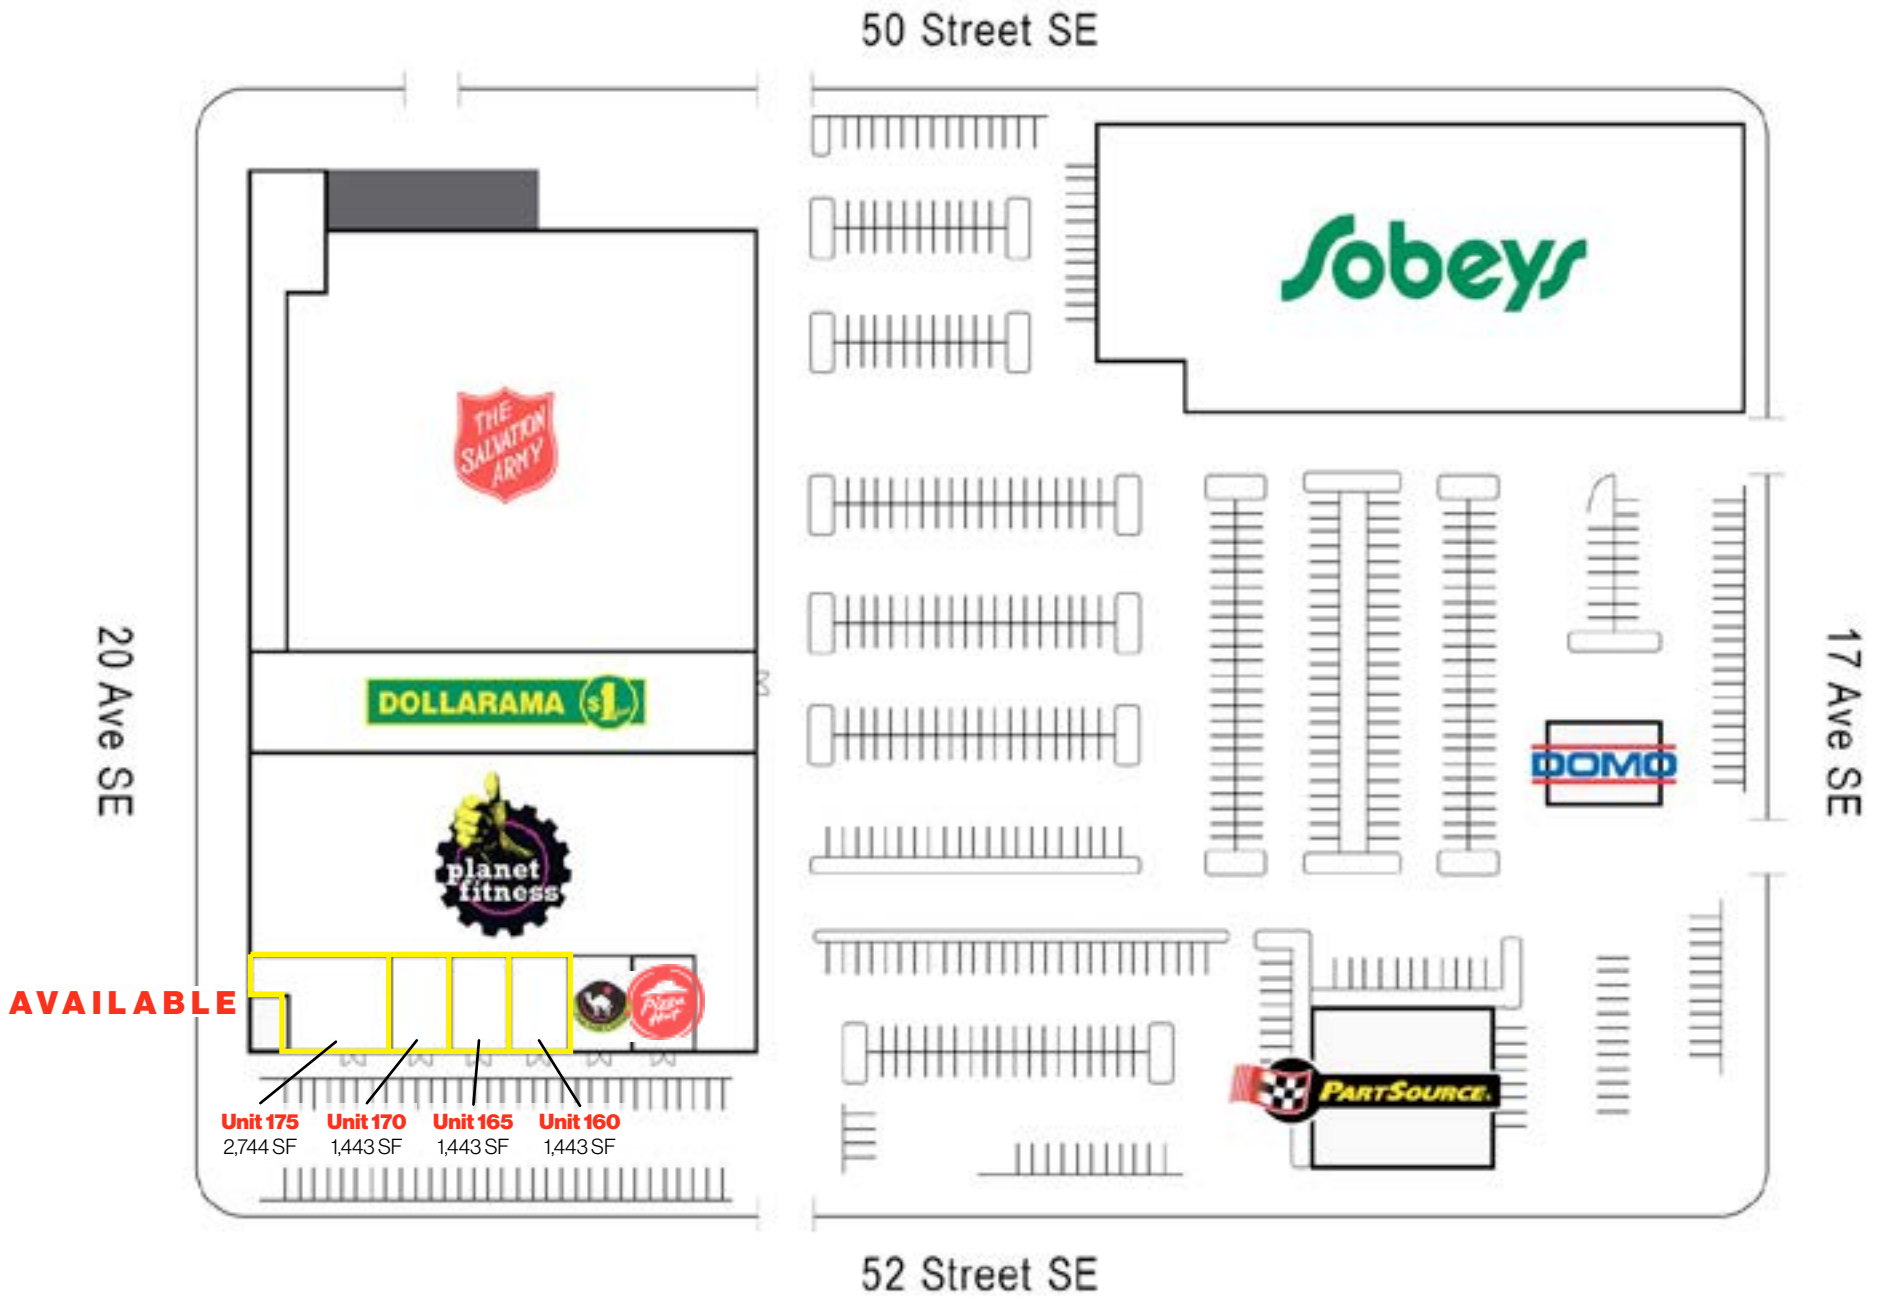 50 Street SE
Sobeys
THE
SALVATION
ARMY
20 Ave SE
17 Ave SE
DOLLARAMA $1
DOMO
planet
fitness
AVAILABLE
Pizza
Hut
PARTSOURCE
Unit 175
2,744 SF
Unit 170
1,443 SF
Unit 165
1,443 SF
Unit 160
1,443 SF
52 Street SE